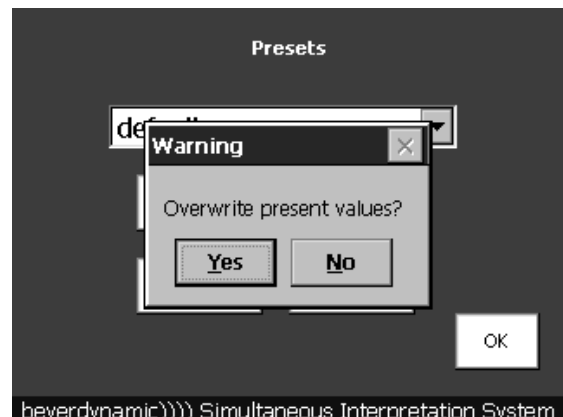 Presets
Warning
Overwrite present values?
Yes No
OK
beyerdynamic)))) Simultaneous Interpretation System